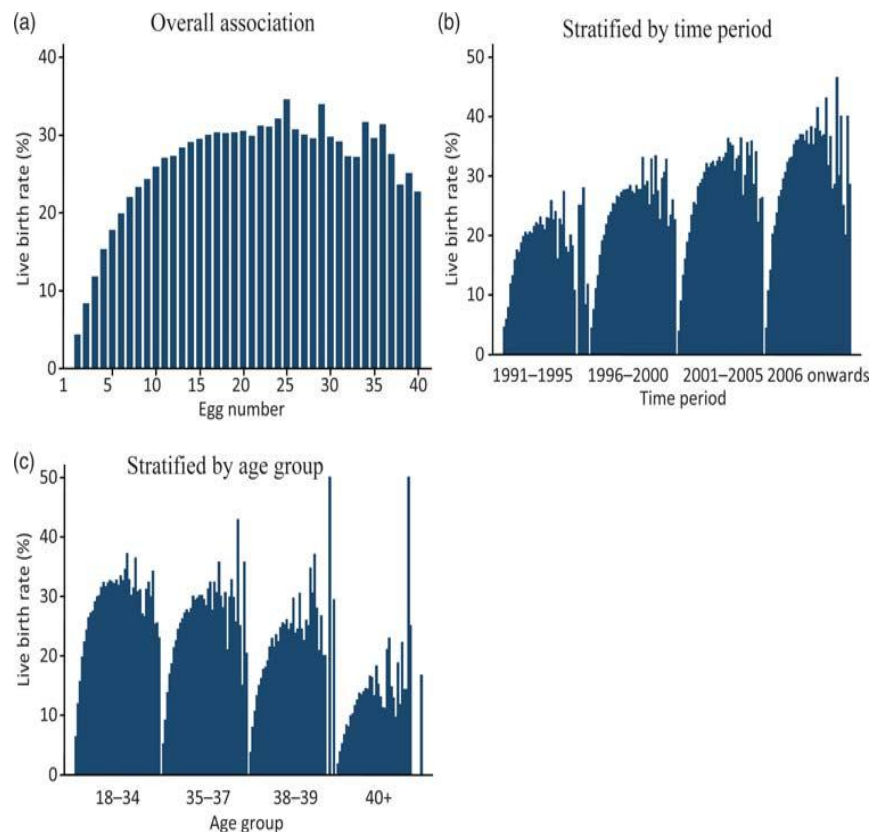 (a)
Overall association
40
30
20
10
0
Live birth rate (%)
1 5 10 15 20 25 30 35 40
Egg number
(b)
Stratified by time period
50
40
30
20
10
0
Live birth rate (%)
1991–1995 1996–2000 2001–2005 2006 onwards
Time period
(c)
Stratified by age group
50
40
30
20
10
0
Live birth rate (%)
18–34 35–37 38–39 40+
Age group